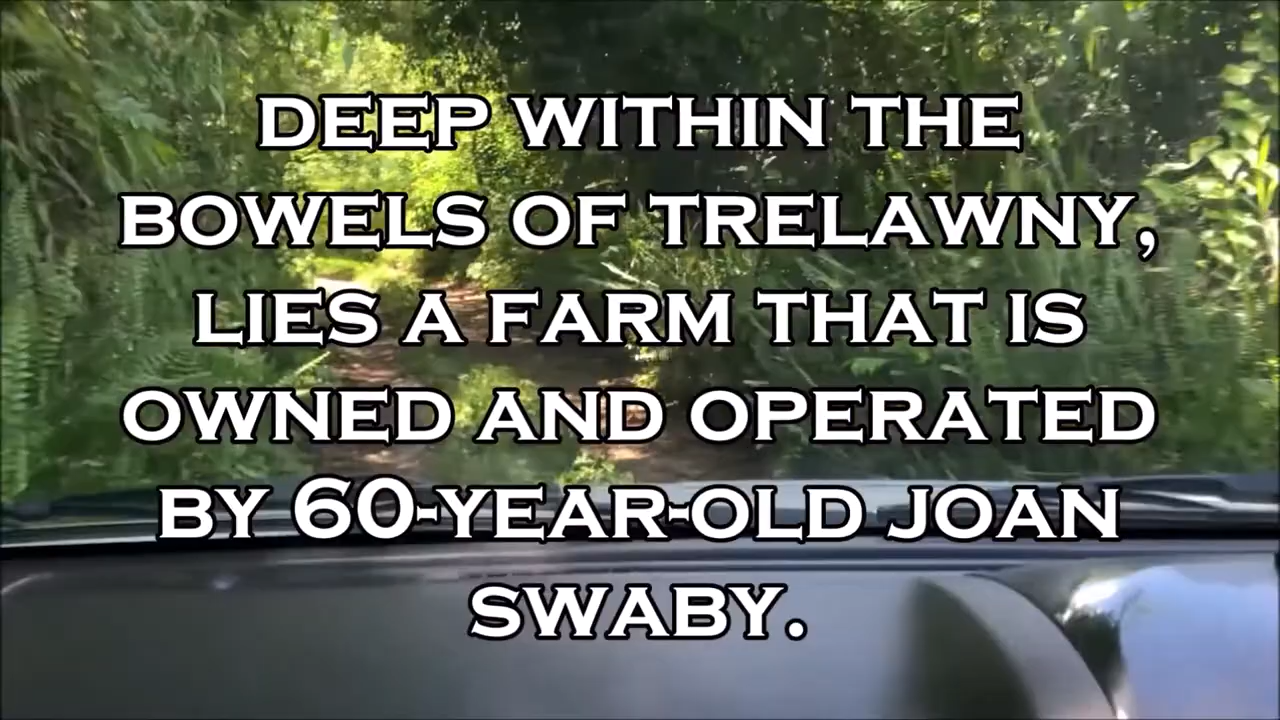 DEEP WITHIN THE
BOWELS OF TRELAWNY,
LIES A FARM THAT IS
OWNED AND OPERATED
BY 60-YEAR-OLD JOAN
SWABY.